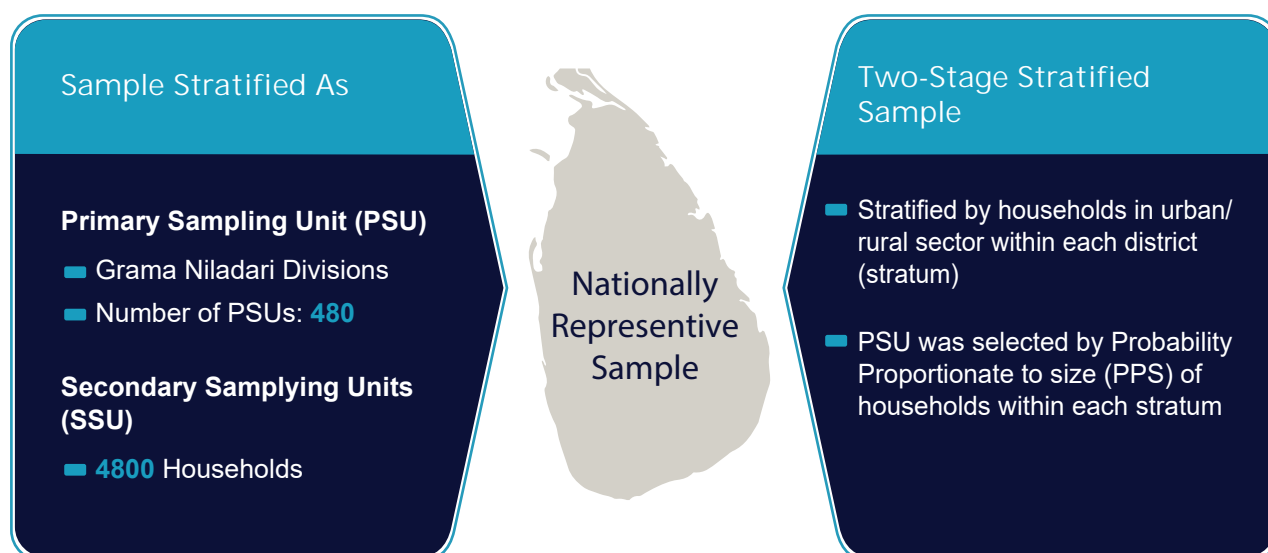 Sample Stratified As
Primary Sampling Unit (PSU)
Grama Niladari Divisions
Number of PSUs: 480
Secondary Samplying Units
(SSU)
4800 Households
Nationally
Representive
Sample
Two-Stage Stratified
Sample
Stratified by households in urban/
rural sector within each district
(stratum)
PSU was selected by Probability
Proportionate to size (PPS) of
households within each stratum